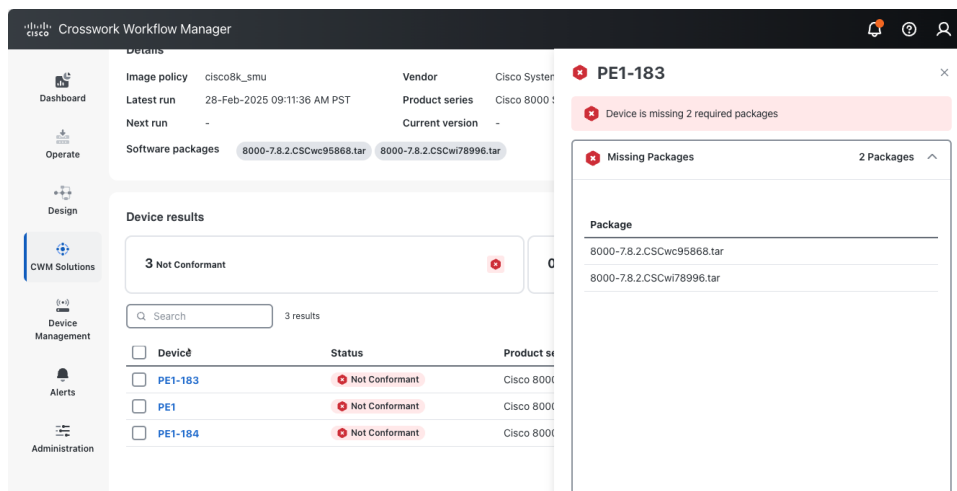 cisco Crosswork Workflow Manager
Dashboard
Operate
Design
CWM Solutions
Device
Management
Alerts
Administration
Details
Image policy cisco8k_smu Vendor Cisco System
Latest run 28-Feb-2025 09:11:36 AM PST Product series Cisco 8000 S
Next run - Current version -
Software packages 8000-7.8.2.CSCwc95868.tar 8000-7.8.2.CSCwi78996.tar
Device results
3 Not Conformant 0
Search 3 results
Device Status Product se
PE1-183 Not Conformant Cisco 8000
PE1 Not Conformant Cisco 8000
PE1-184 Not Conformant Cisco 8000
PE1-183
Device is missing 2 required packages
Missing Packages 2 Packages
Package
8000-7.8.2.CSCwc95868.tar
8000-7.8.2.CSCwi78996.tar